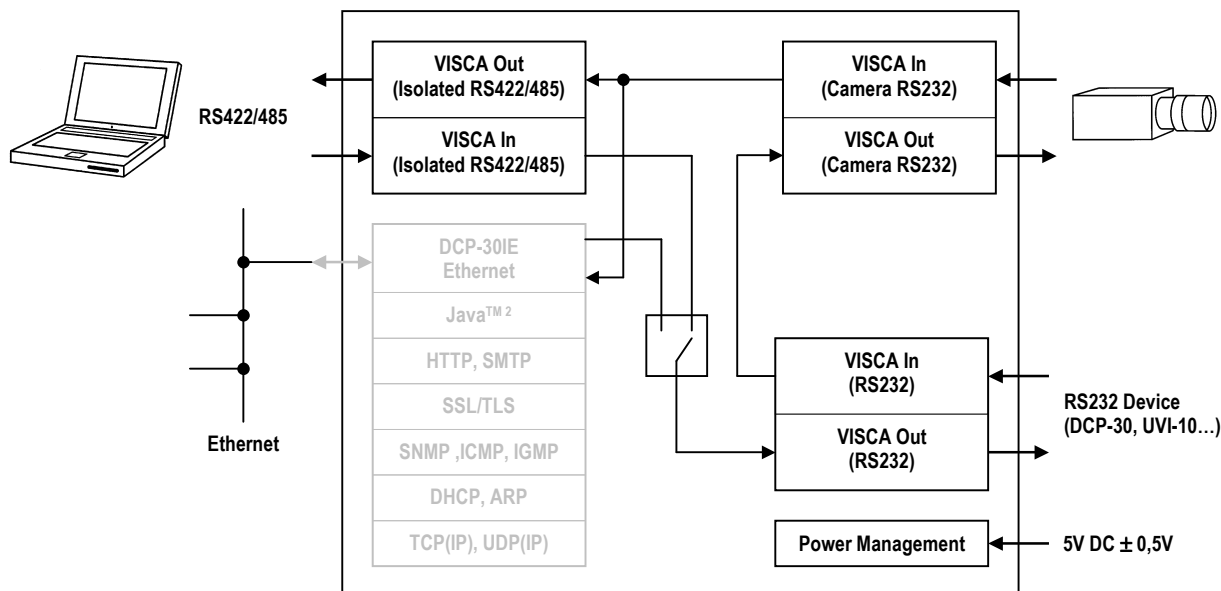 RS422/485
VISCA Out
(Isolated RS422/485)
VISCA In
(Isolated RS422/485)
VISCA In
(Camera RS232)
VISCA Out
(Camera RS232)
DCP-30IE
Ethernet
Java™ 2
HTTP, SMTP
SSL/TLS
SNMP ,ICMP, IGMP
DHCP, ARP
TCP(IP), UDP(IP)
Ethernet
VISCA In
(RS232)
VISCA Out
(RS232)
RS232 Device
(DCP-30, UVI-10…)
Power Management
5V DC ± 0,5V